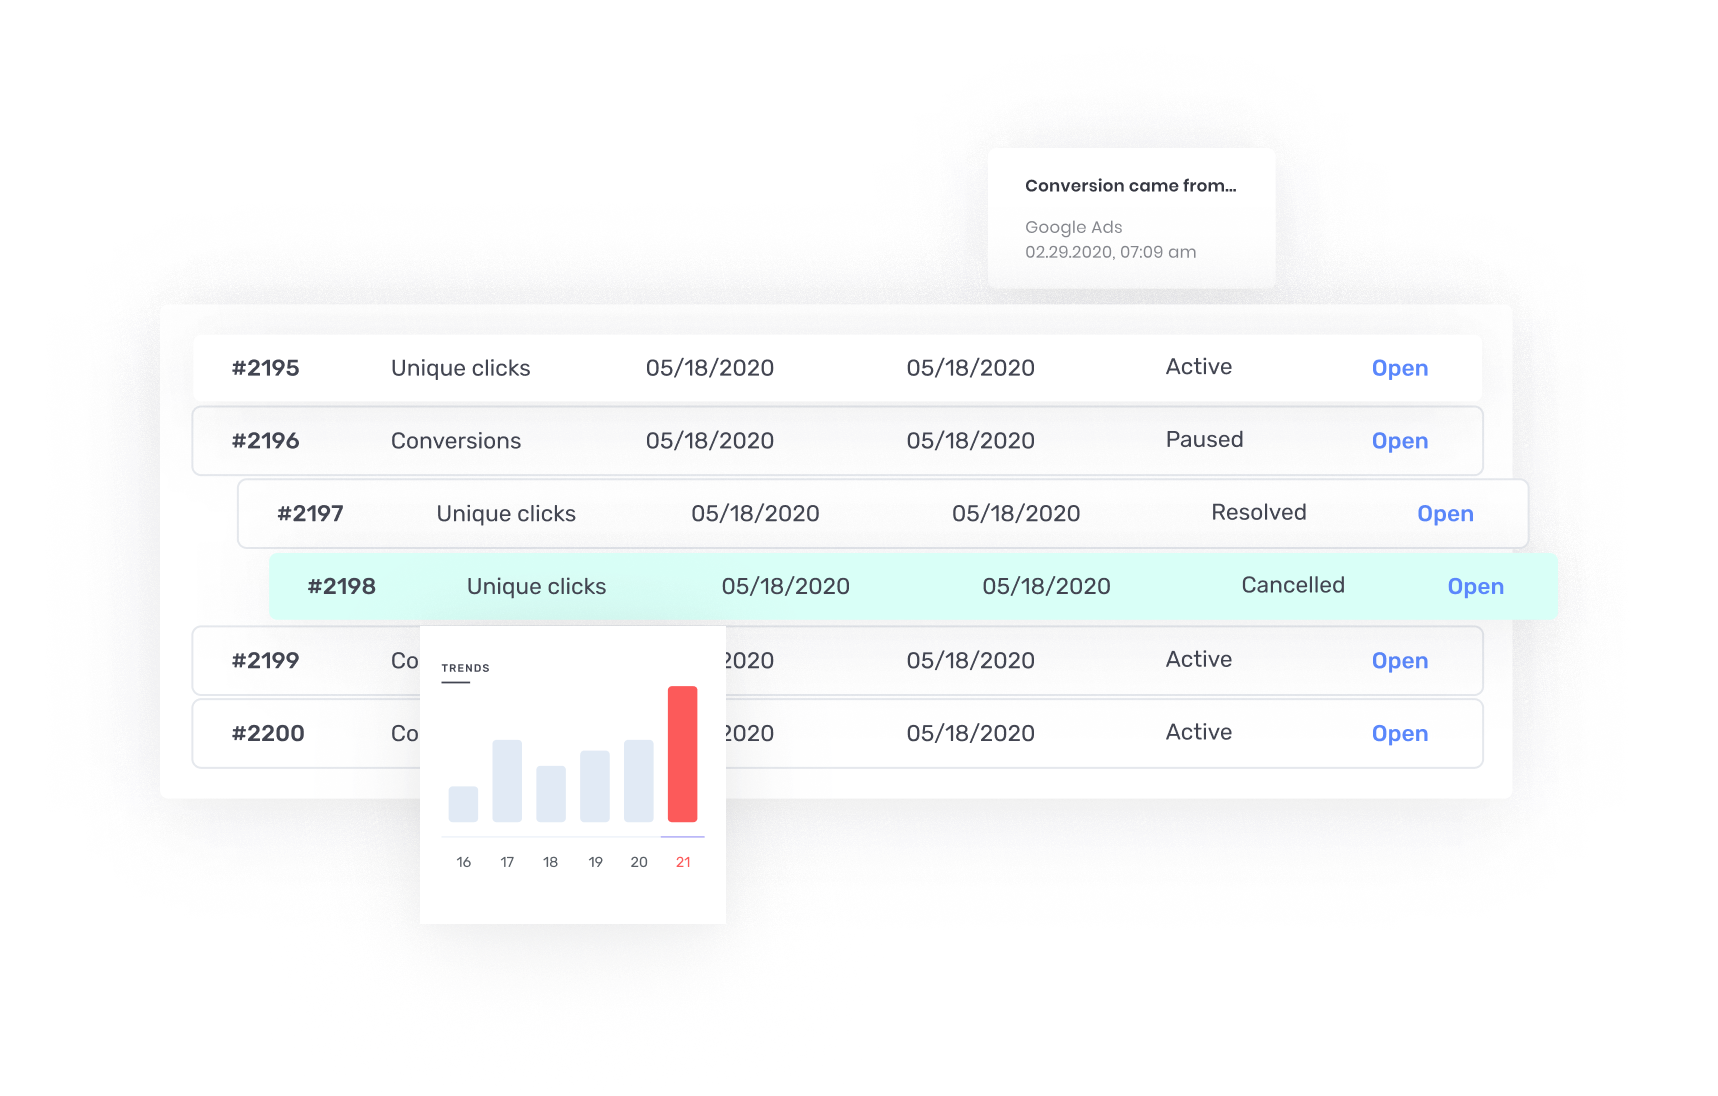 Conversion came from...
Google Ads
02.29.2020, 07:09 am
#2195 Unique clicks 05/18/2020 05/18/2020 Active Open
#2196 Conversions 05/18/2020 05/18/2020 Paused Open
#2197 Unique clicks 05/18/2020 05/18/2020 Resolved Open
#2198 Unique clicks 05/18/2020 05/18/2020 Cancelled Open
#2199 Co 2020 05/18/2020 Active Open
#2200 Co 2020 05/18/2020 Active Open
TRENDS
16 17 18 19 20 21